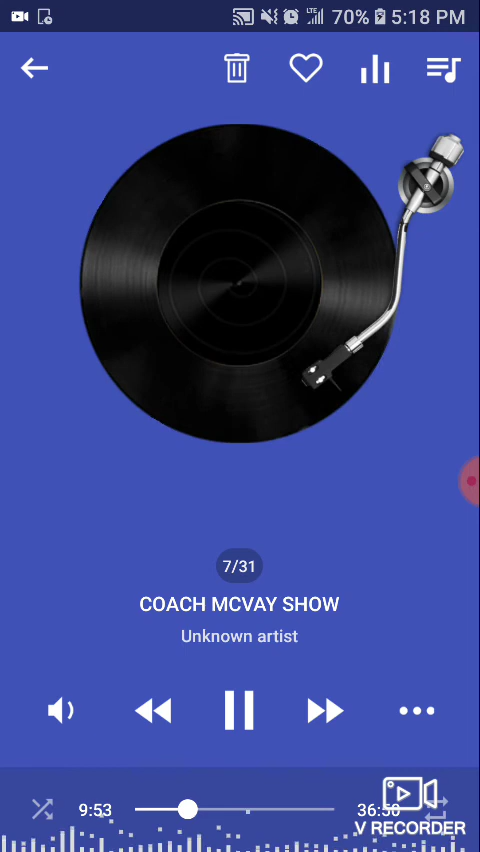 LTE 70% 5:18 PM
7/31
COACH MCVAY SHOW
Unknown artist
9:53 36:50
V RECORDER